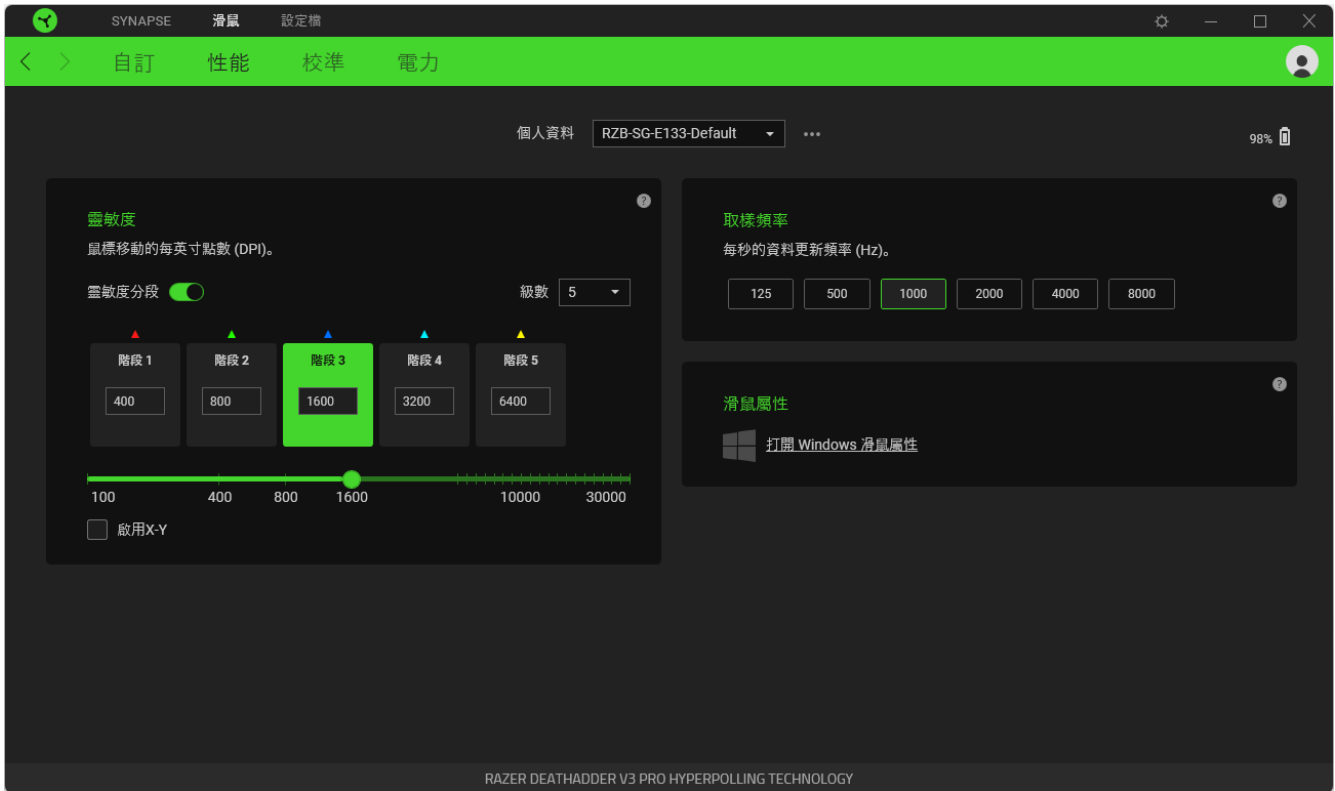 SYNAPSE 滑鼠 設定檔
自訂 性能 校準 電力
個人資料 RZB-SG-E133-Default
98%
靈敏度
鼠標移動的每英寸點數 (DPI)。
靈敏度分段 級數 5
階段 1 階段 2 階段 3 階段 4 階段 5
400 800 1600 3200 6400
100 400 800 1600 10000 30000
啟用X-Y
取樣頻率
每秒的資料更新頻率 (Hz)。
125 500 1000 2000 4000 8000
滑鼠屬性
打開 Windows 滑鼠屬性
RAZER DEATHADDER V3 PRO HYPERPOLLING TECHNOLOGY